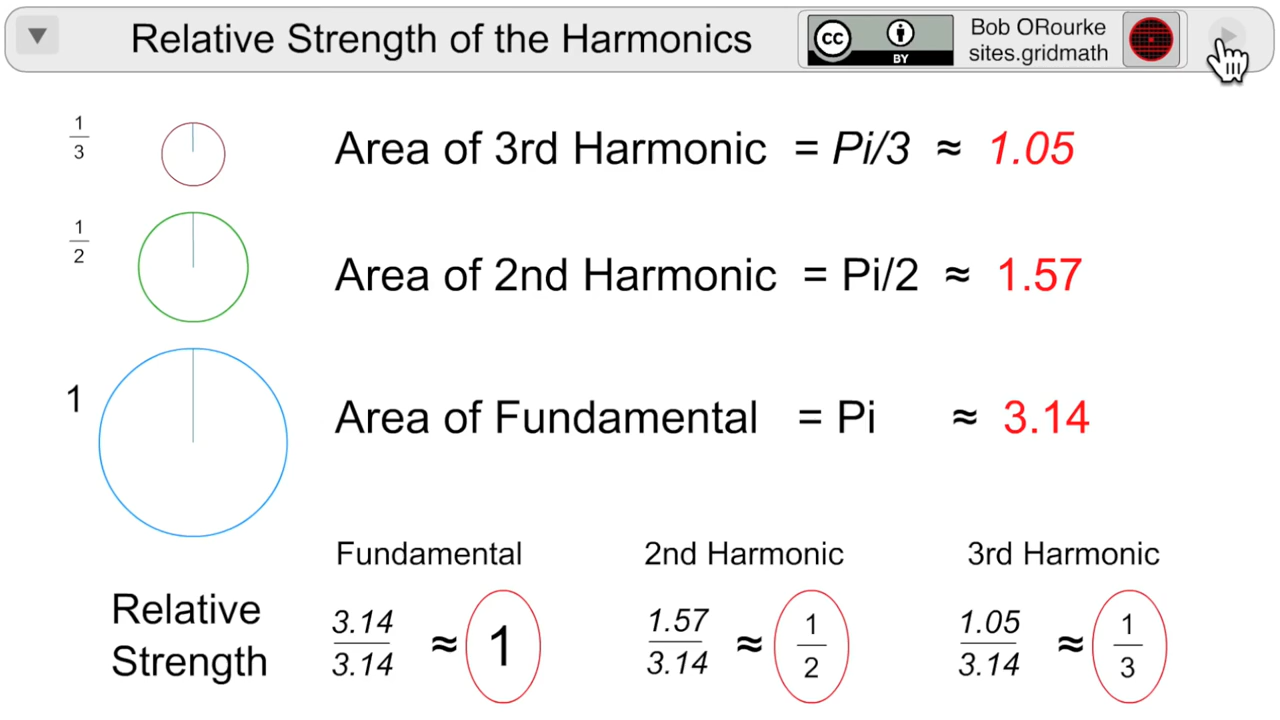 Relative Strength of the Harmonics
cc
BY
Bob ORourke
sites.gridmath
1
3
Area of 3rd Harmonic = Pi/3 ≈ 1.05
1
2
Area of 2nd Harmonic = Pi/2 ≈ 1.57
1
Area of Fundamental = Pi ≈ 3.14
Fundamental 2nd Harmonic 3rd Harmonic
Relative
Strength
3.14
3.14
≈ 1
1.57
3.14
≈
1
2
1.05
3.14
≈
1
3